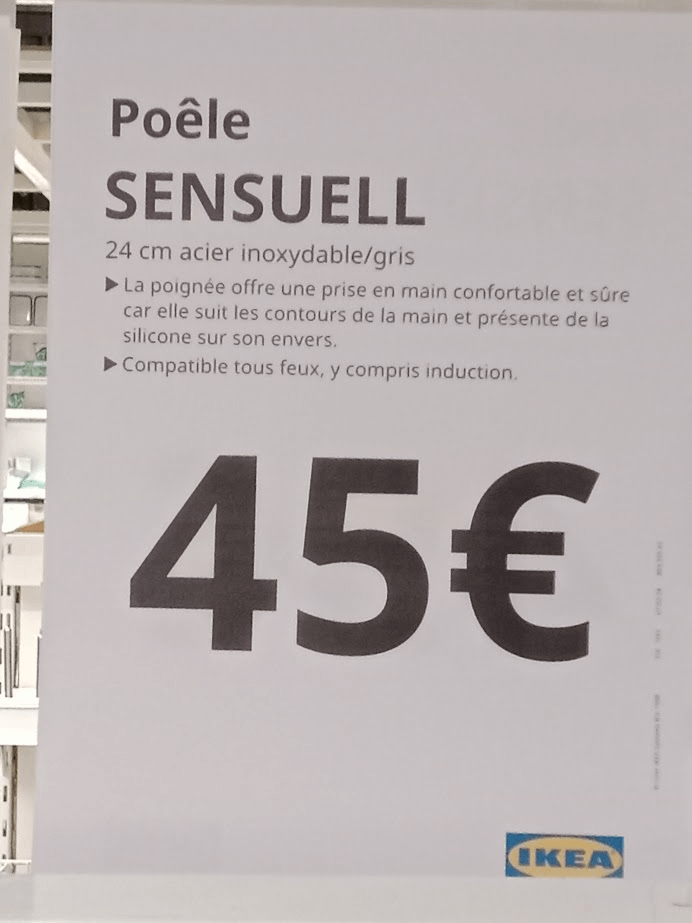 Poêle
SENSUELL
24 cm acier inoxydable/gris
▶ La poignée offre une prise en main confortable et sûre
car elle suit les contours de la main et présente de la
silicone sur son envers.
▶ Compatible tous feux, y compris induction.
45€
IKEA